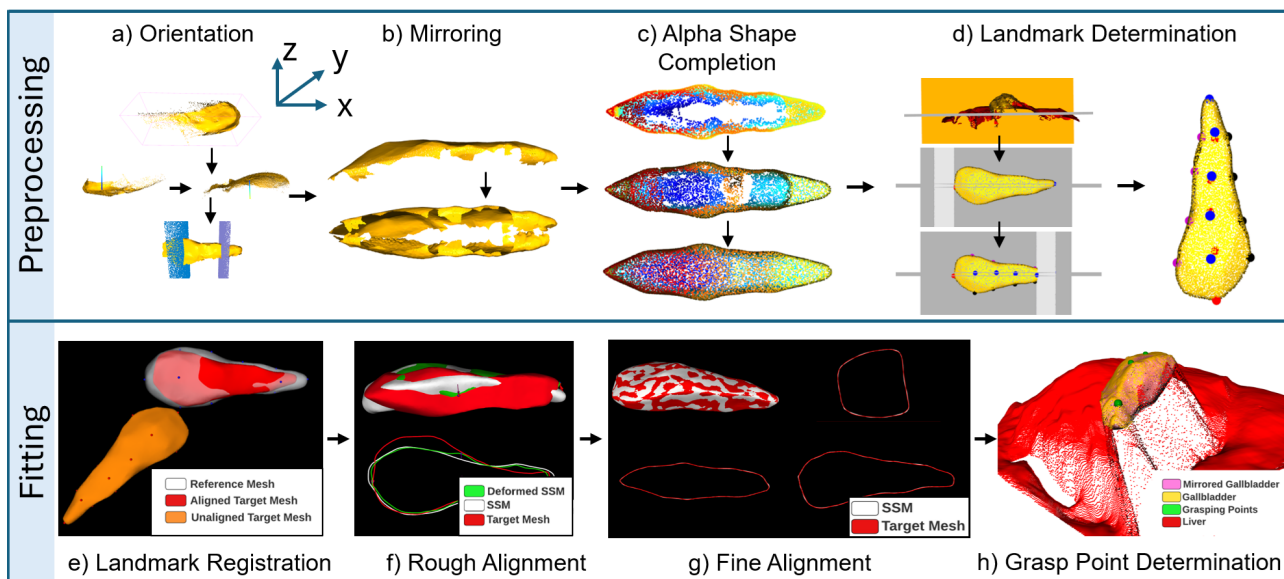 Preprocessing
a) Orientation
z
y
x
b) Mirroring
c) Alpha Shape
Completion
d) Landmark Determination
Fitting
Reference Mesh
Aligned Target Mesh
Unaligned Target Mesh
e) Landmark Registration
Deformed SSM
SSM
Target Mesh
f) Rough Alignment
SSM
Target Mesh
g) Fine Alignment
Mirrored Gallbladder
Gallbladder
Grasping Points
Liver
h) Grasp Point Determination